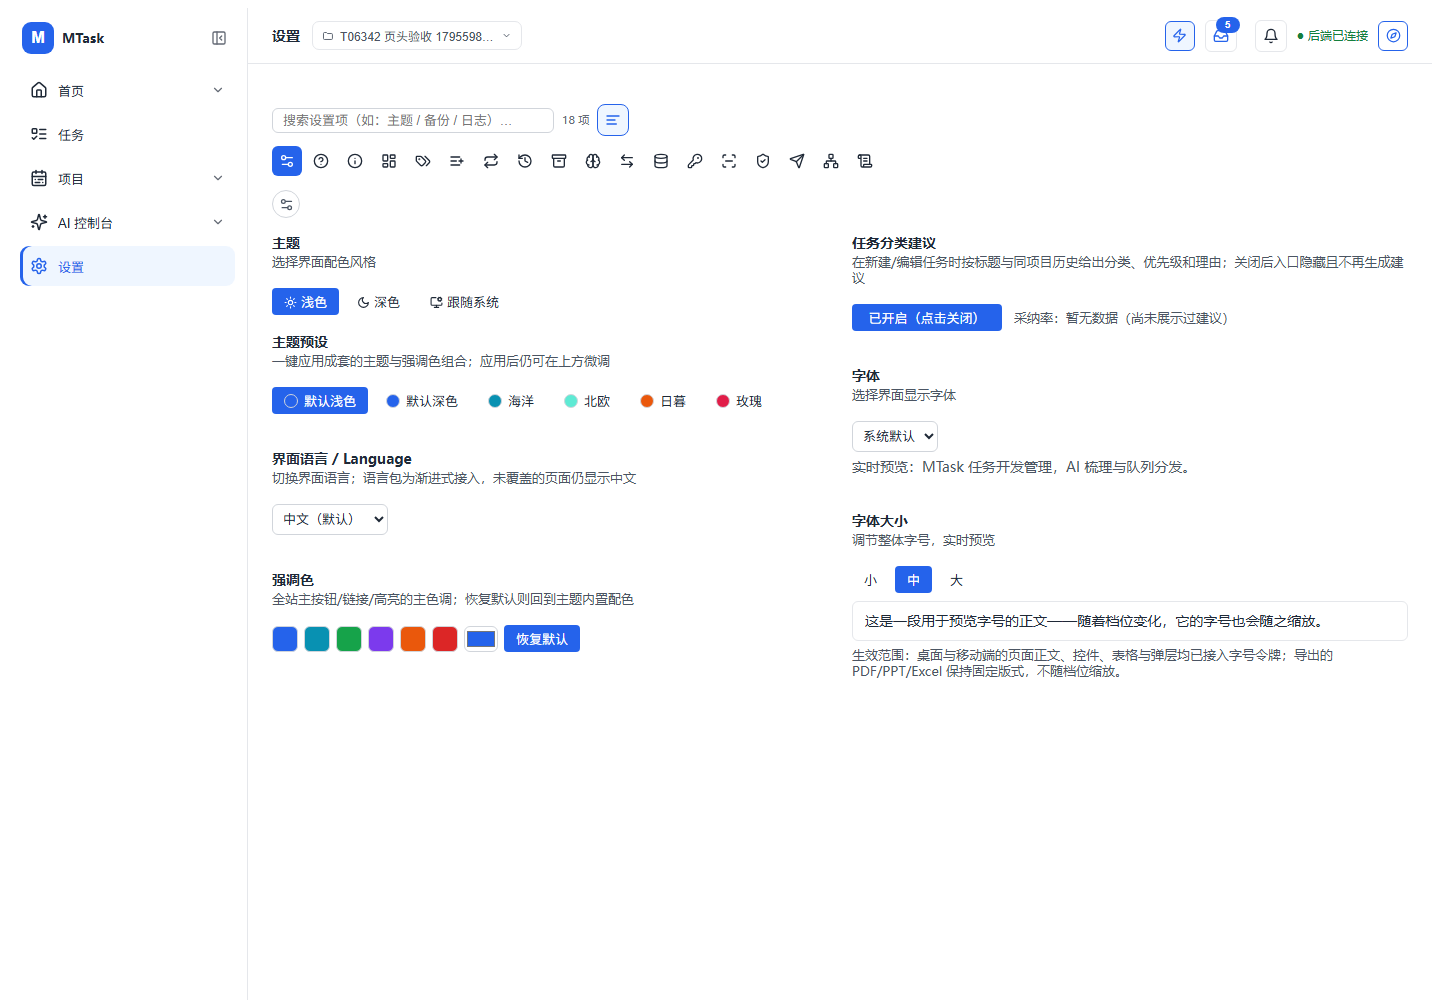 M MTask
首页
任务
项目
AI 控制台
设置
设置
T06342 页头验收 1795598...
5
后端已连接
搜索设置项（如：主题 / 备份 / 日志）...
18 项
主题
选择界面配色风格
浅色 深色 跟随系统
主题预设
一键应用成套的主题与强调色组合；应用后仍可在上方微调
默认浅色 默认深色 海洋 北欧 日暮 玫瑰
界面语言 / Language
切换界面语言；语言包为渐进式接入，未覆盖的页面仍显示中文
中文（默认）
强调色
全站主按钮/链接/高亮的主色调；恢复默认则回到主题内置配色
恢复默认
任务分类建议
在新建/编辑任务时按标题与同项目历史给出分类、优先级和理由；关闭后入口隐藏且不再生成建
议
已开启（点击关闭） 采纳率：暂无数据（尚未展示过建议）
字体
选择界面显示字体
系统默认
实时预览：MTask 任务开发管理，AI 梳理与队列分发。
字体大小
调节整体字号，实时预览
小 中 大
这是一段用于预览字号的正文——随着档位变化，它的字号也会随之缩放。
生效范围：桌面与移动端的页面正文、控件、表格与弹层均已接入字号令牌；导出的
PDF/PPT/Excel 保持固定版式，不随档位缩放。